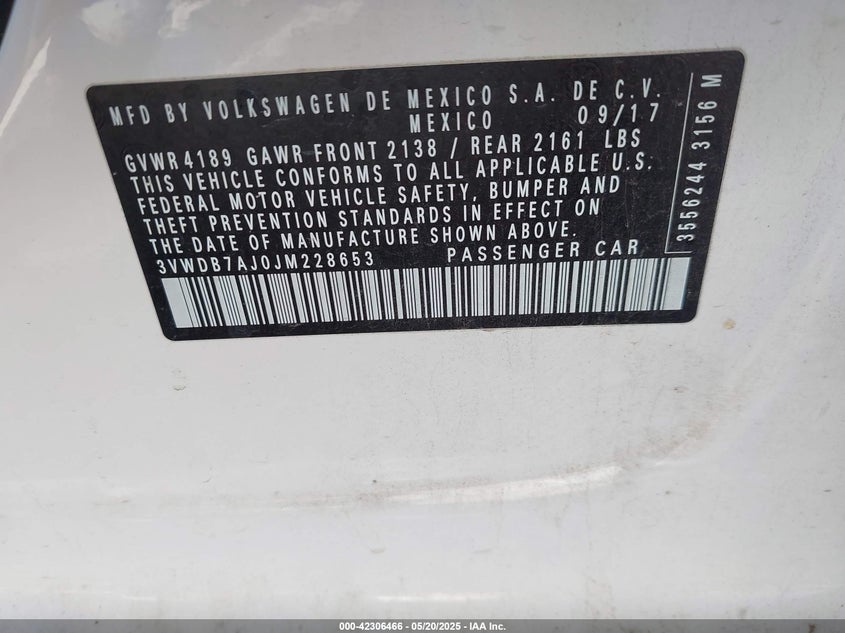 MFD BY VOLKSWAGEN DE MEXICO S.A. DE C.V.
MEXICO 09/17
GVWR 4189 GAWR FRONT 2138 / REAR 2161 LBS
THIS VEHICLE CONFORMS TO ALL APPLICABLE U.S.
FEDERAL MOTOR VEHICLE SAFETY, BUMPER AND
THEFT PREVENTION STANDARDS IN EFFECT ON
THE DATE OF MANUFACTURE SHOWN ABOVE.
3VWDB7AJ0JM228653 PASSENGER CAR
3556244 3156 M
000-42306466 - 05/20/2025 - IAA Inc.